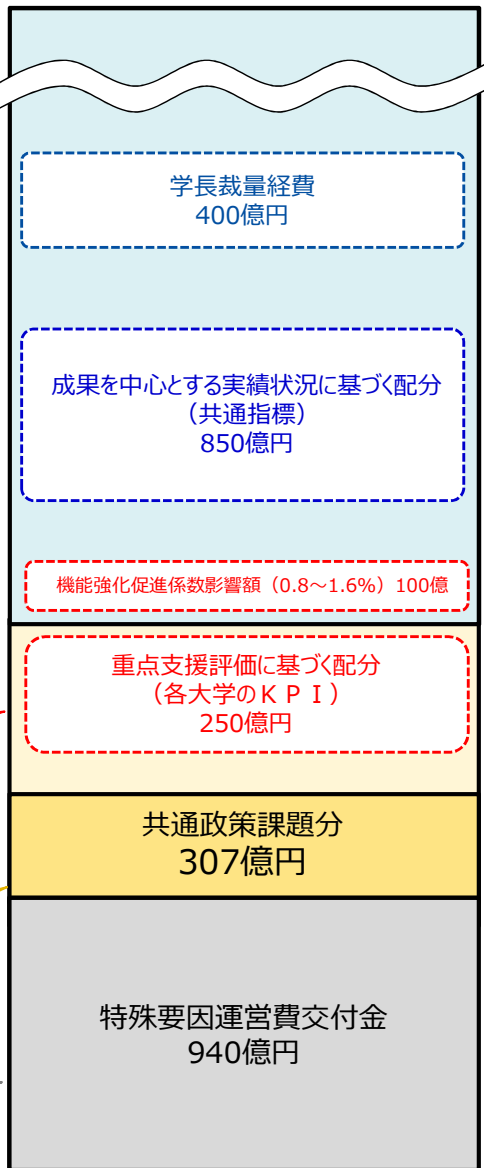 学長裁量経費
400億円
成果を中心とする実績状況に基づく配分
（共通指標）
850億円
機能強化促進係数影響額（0.8～1.6%）100億
重点支援評価に基づく配分
（各大学のＫＰＩ）
250億円
共通政策課題分
307億円
特殊要因運営費交付金
940億円